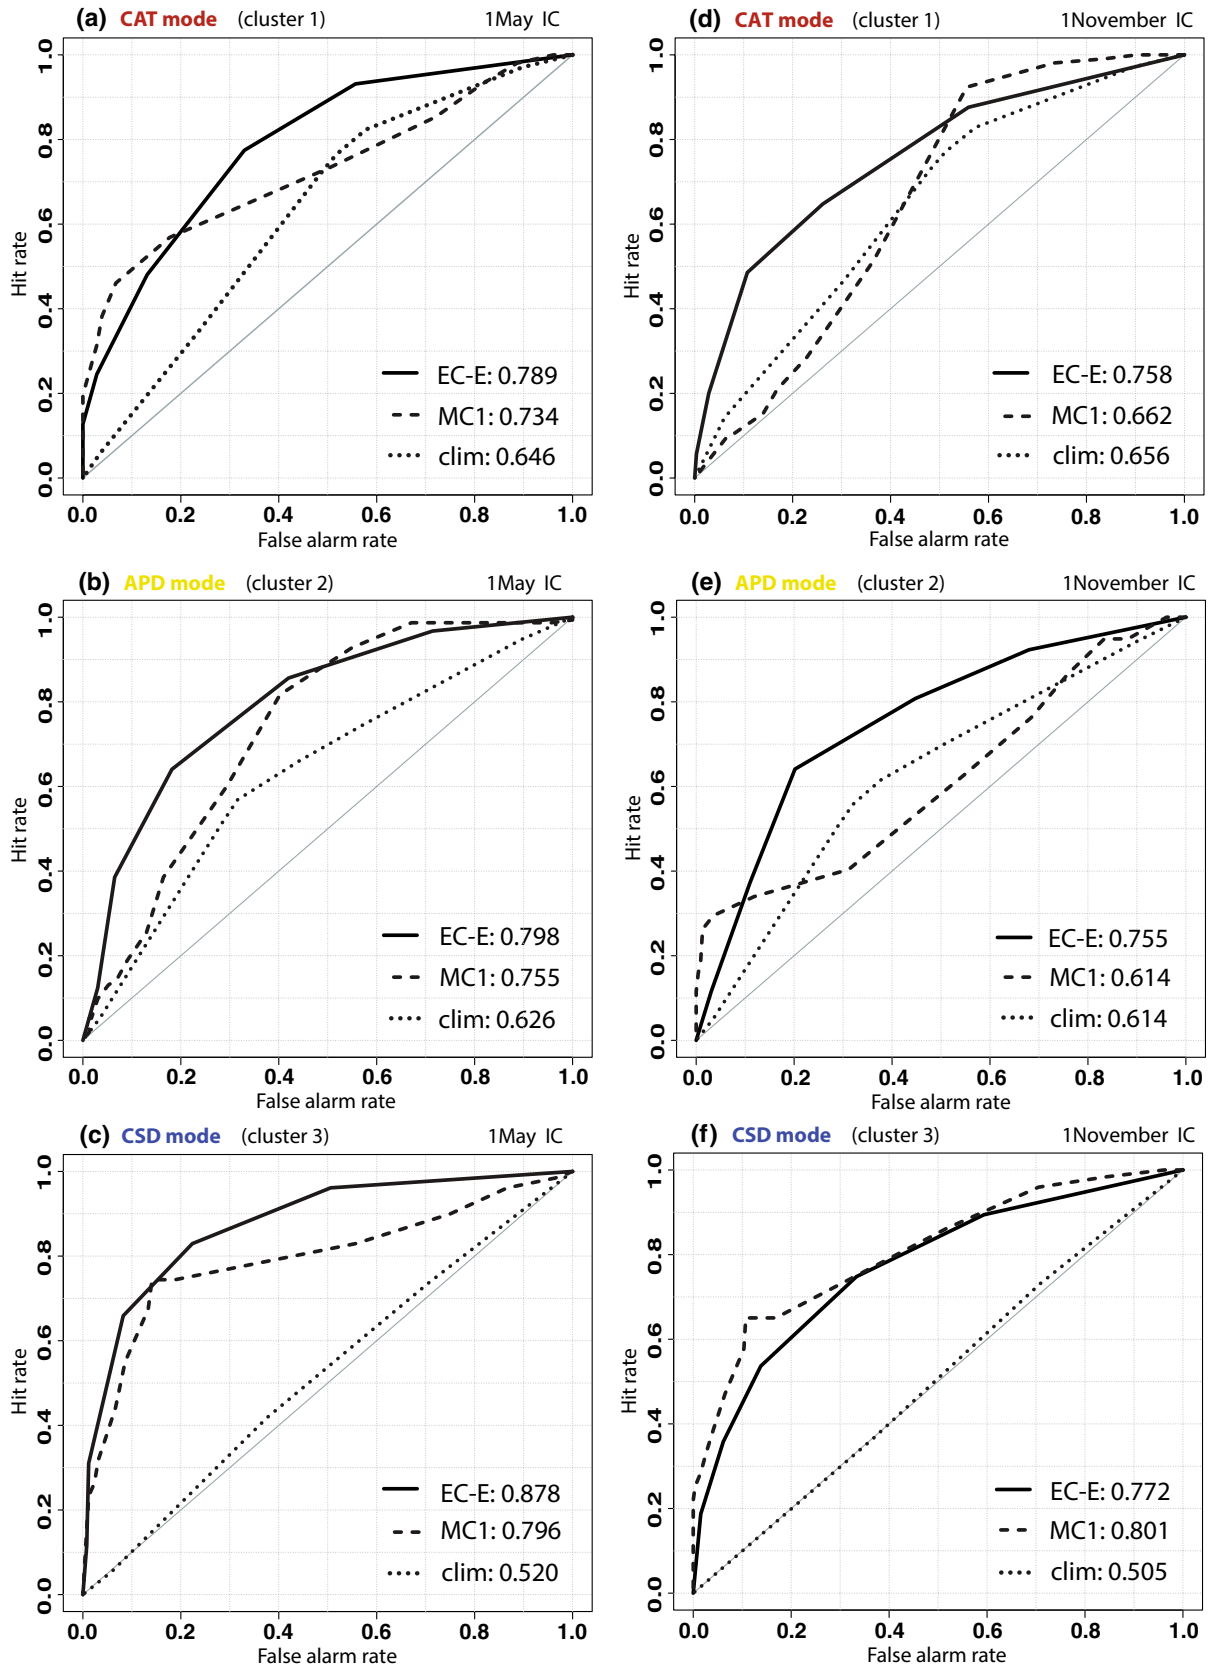 (a) CAT mode (cluster 1) 1May IC
1.0
0.8
0.6
0.4
0.2
0.0
Hit rate
EC-E: 0.789
MC1: 0.734
clim: 0.646
0.0 0.2 0.4 0.6 0.8 1.0
False alarm rate
(d) CAT mode (cluster 1) 1November IC
1.0
0.8
0.6
0.4
0.2
0.0
Hit rate
EC-E: 0.758
MC1: 0.662
clim: 0.656
0.0 0.2 0.4 0.6 0.8 1.0
False alarm rate
(b) APD mode (cluster 2) 1May IC
1.0
0.8
0.6
0.4
0.2
0.0
Hit rate
EC-E: 0.798
MC1: 0.755
clim: 0.626
0.0 0.2 0.4 0.6 0.8 1.0
False alarm rate
(e) APD mode (cluster 2) 1November IC
1.0
0.8
0.6
0.4
0.2
0.0
Hit rate
EC-E: 0.755
MC1: 0.614
clim: 0.614
0.0 0.2 0.4 0.6 0.8 1.0
False alarm rate
(c) CSD mode (cluster 3) 1May IC
1.0
0.8
0.6
0.4
0.2
0.0
Hit rate
EC-E: 0.878
MC1: 0.796
clim: 0.520
0.0 0.2 0.4 0.6 0.8 1.0
False alarm rate
(f) CSD mode (cluster 3) 1November IC
1.0
0.8
0.6
0.4
0.2
0.0
Hit rate
EC-E: 0.772
MC1: 0.801
clim: 0.505
0.0 0.2 0.4 0.6 0.8 1.0
False alarm rate